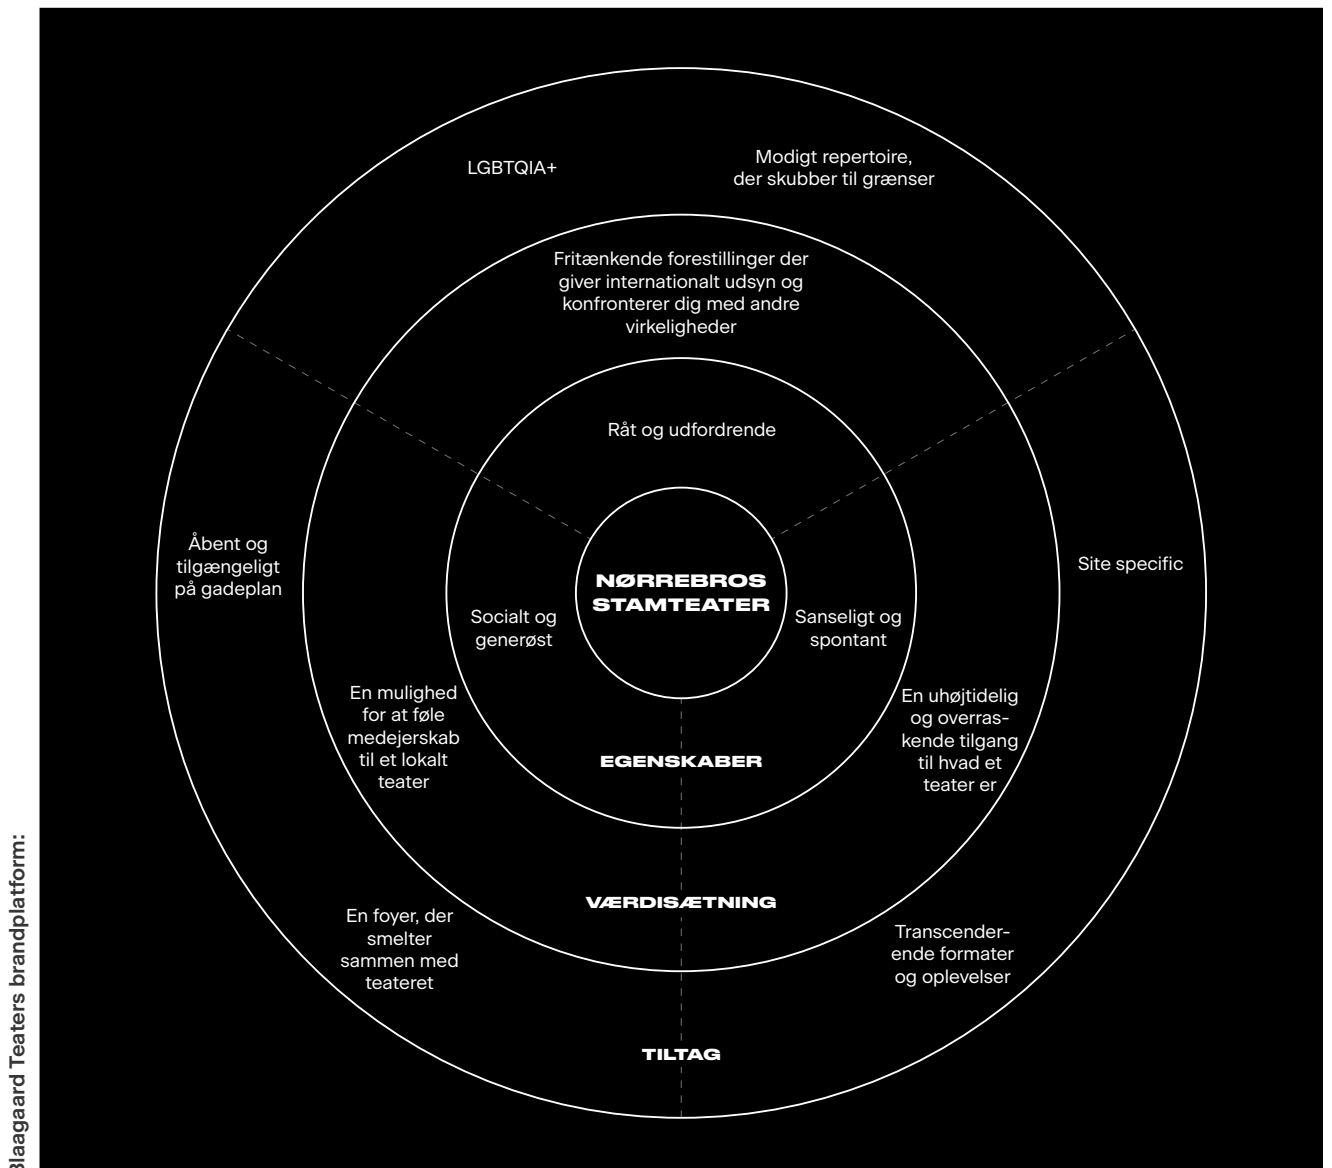 LGBTQIA+
Modigt repertoire,
der skubber til grænser
Fritænkende forestillinger der
giver internationalt udsyn og
konfronterer dig med andre
virkeligheder
Råt og udfordrende
Åbent og
tilgængeligt
på gadeplan
Site specific
NØRREBROS
STAMTEATER
Socialt og
generøst
Sanseligt og
spontant
En mulighed
for at føle
medejerskab
til et lokalt
teater
En uhøjtidelig
og overras-
kende tilgang
til hvad et
teater er
EGENSKABER
VÆRDISÆTNING
En foyer, der
smelter
sammen med
teateret
Transcender-
ende formater
og oplevelser
TILTAG
Blaagaard Teaters brandplatform: